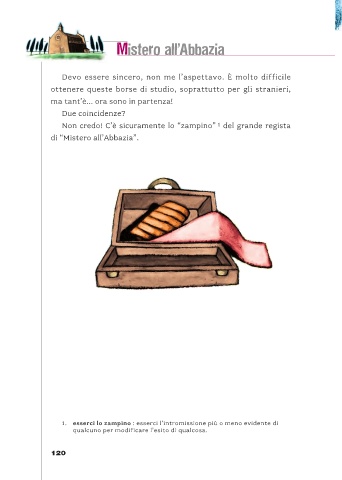 Mistero all'Abbazia
Devo essere sincero, non me l'aspettavo. È molto difficile
ottenere queste borse di studio, soprattutto per gli stranieri,
ma tant'è... ora sono in partenza!
Due coincidenze?
Non credo! C'è sicuramente lo "zampino" 1 del grande regista
di "Mistero all'Abbazia".
1. esserci lo zampino : esserci l'intromissione più o meno evidente di
qualcuno per modificare l'esito di qualcosa.
120